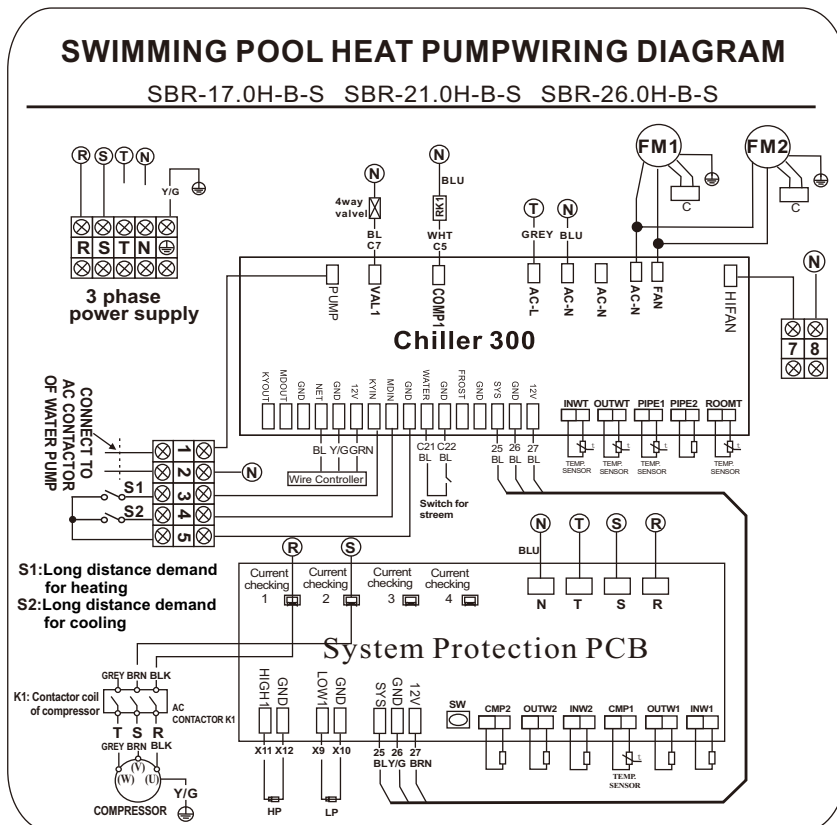 SWIMMING POOL HEAT PUMPWIRING DIAGRAM
SBR-17.0H-B-S SBR-21.0H-B-S SBR-26.0H-B-S
R S T N
Y/G
R S T N
3 phase
power supply
N
4way
valvel
BL
C7
N
BLU
RK1
WHT
C5
T
GREY
N
BLU
FM1
C
FM2
C
N
7 8
PUMP
VAL1
COMP1
AC-L
AC-N
AC-N
AC-N
FAN
HIFAN
Chiller 300
KYOUT
MDOUT
GND
NET
GND
12V
KYIN
MDIN
GND
WATER
GND
FROST
GND
SYS
GND
12V
INWT OUTWT PIPE1 PIPE2 ROOMT
t t t t
TEMP.
SENSOR
TEMP.
SENSOR
TEMP.
SENSOR
TEMP.
SENSOR
BL Y/G GRN
Wire Controller
C21 C22
BL BL
Switch for
streem
25 26 27
BL BL BL
CONNECT TO
AC CONTACTOR
OF WATER PUMP
1
2
3
4
5
N
S1
S2
S1:Long distance demand
for heating
S2:Long distance demand
for cooling
R
S
N
T
S
R
BLU
Current
checking
1
Current
checking
2
Current
checking
3
Current
checking
4
N T S R
System Protection PCB
HIGH1
GND
LOW1
GND
SYS
GND
12V
SW
CMP2 OUTW2 INW2 CMP1 OUTW1 INW1
t
TEMP.
SENSOR
X11 X12
HP
X9 X10
LP
25 26 27
BL Y/G BRN
GREY BRN BLK
K1: Contactor coil
of compressor
AC
CONTACTOR K1
T S R
GREY BRN BLK
(W) (V) (U)
Y/G
COMPRESSOR